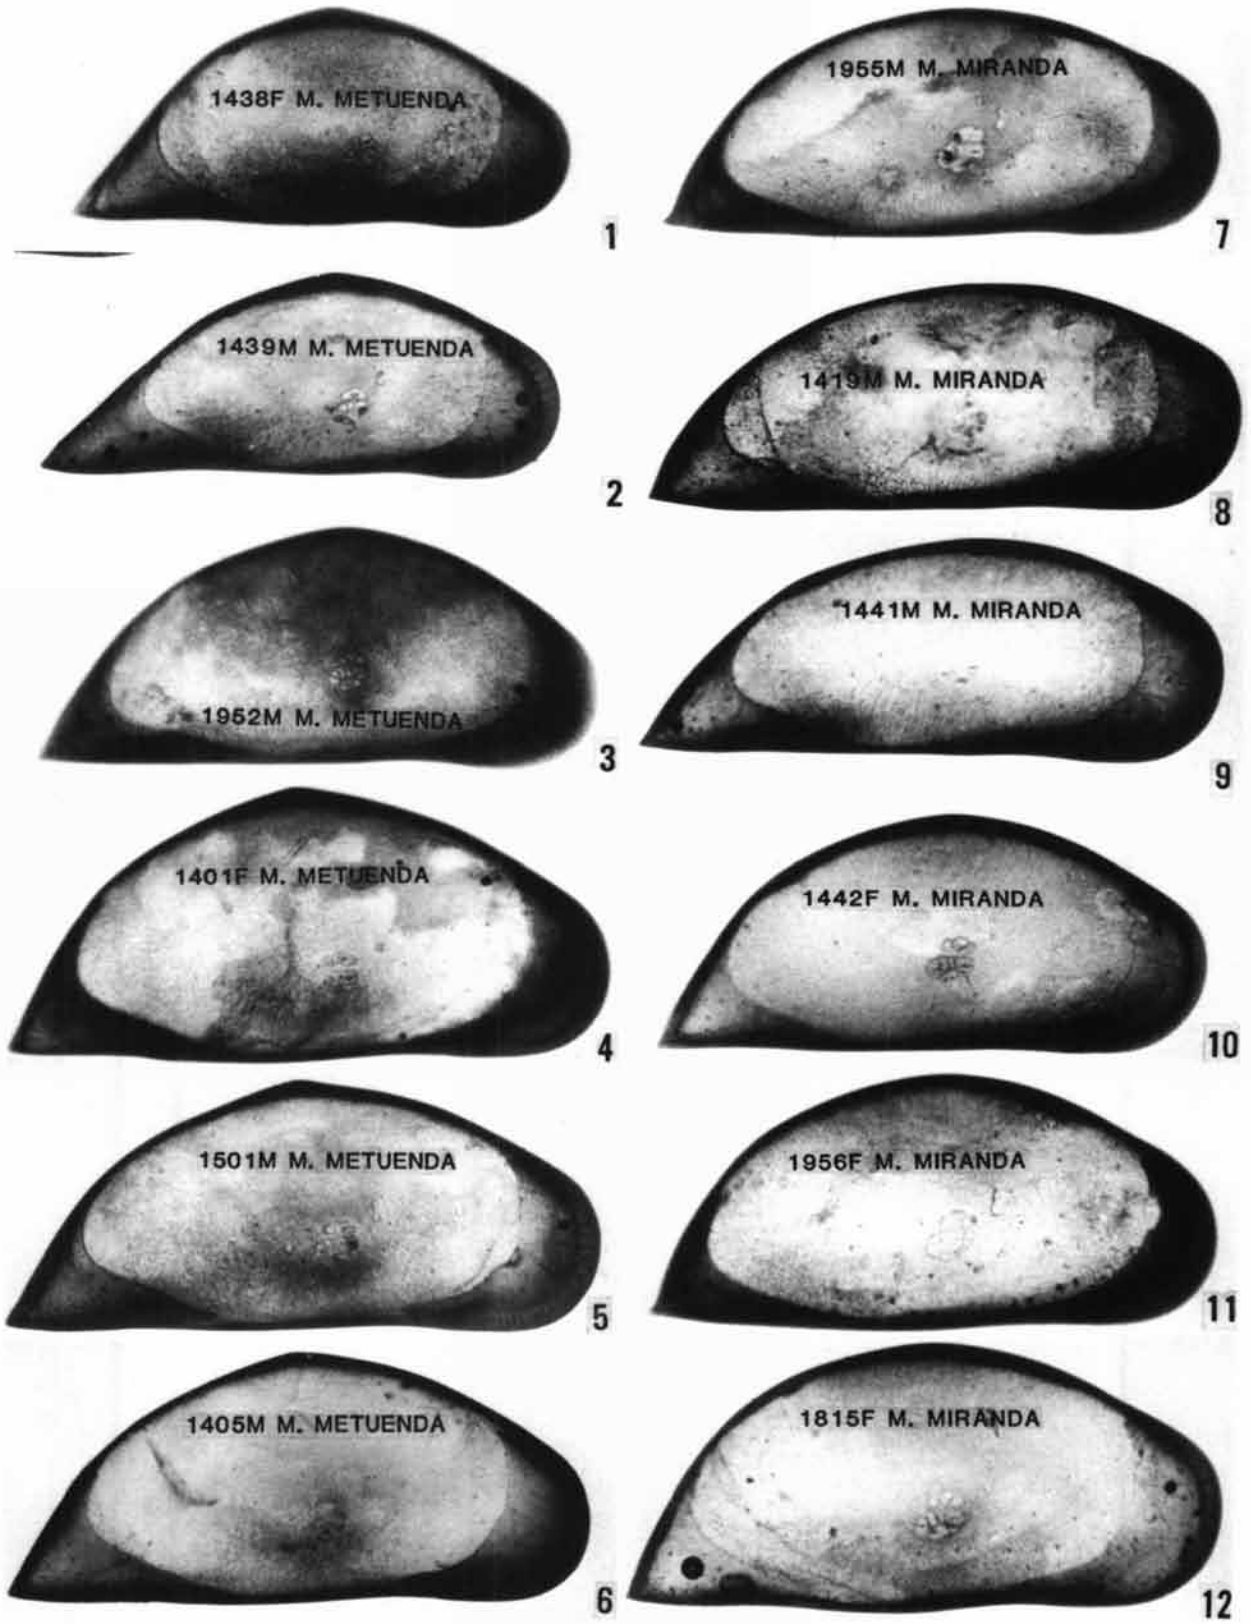 1438F M. METUENDA
1
1439M M. METUENDA
2
1952M M. METUENDA
3
1401F M. METUENDA
4
1501M M. METUENDA
5
1405M M. METUENDA
6
1955M M. MIRANDA
7
1419M M. MIRANDA
8
1441M M. MIRANDA
9
1442F M. MIRANDA
10
1956F M. MIRANDA
11
1815F M. MIRANDA
12